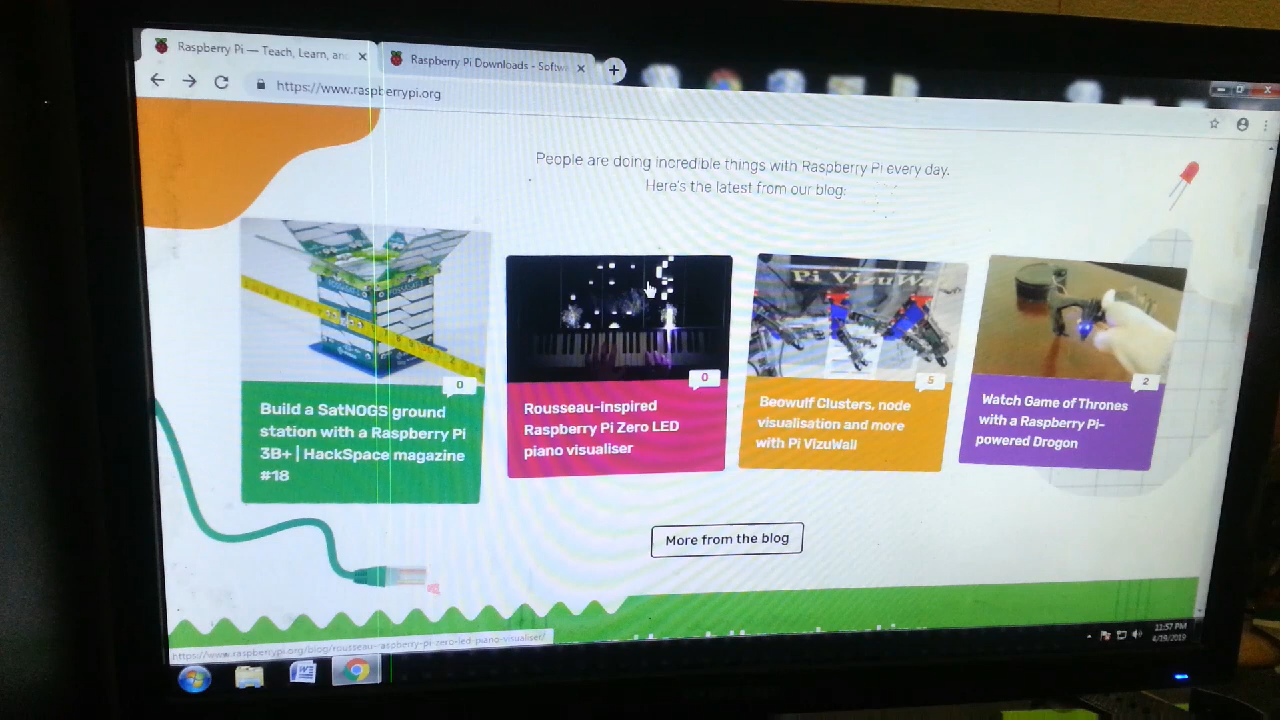 Raspberry Pi — Teach, Learn, an
Raspberry Pi Downloads - Softw
https://www.raspberrypi.org
People are doing incredible things with Raspberry Pi every day.
Here's the latest from our blog:
Pi VizuWa
0
0
5
2
Build a SatNOGS ground
station with a Raspberry Pi
3B+ | HackSpace magazine
#18
Rousseau-inspired
Raspberry Pi Zero LED
piano visualiser
Beowulf Clusters, node
visualisation and more
with Pi VizuWall
Watch Game of Thrones
with a Raspberry Pi-
powered Drogon
More from the blog
https://www.raspberrypi.org/blog/rousseau-raspberry-pi-zero-led-piano-visualiser/
11:57 PM
4/19/2019